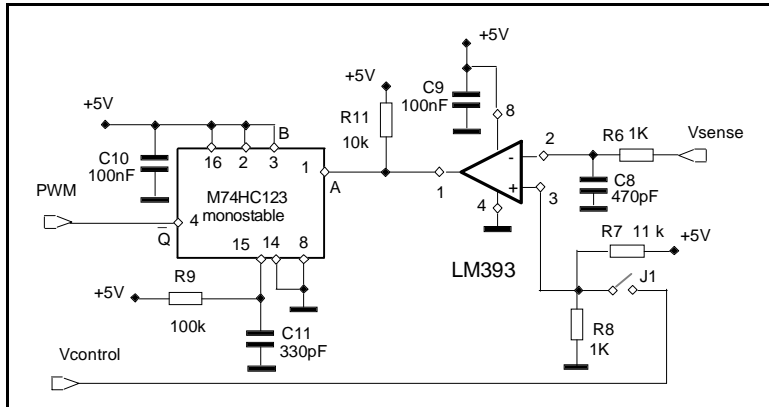 +5V
+5V
C9
100nF
+5V
R11
10k
8
B
2
R6 1K
Vsense
C10
100nF
16 2 3
1
A
-
+
1
3
C8
470pF
M74HC123
monostable
PWM
4
Q
4
R7 11 k
+5V
15 14 8
LM393
J1
+5V
R9
100k
C11
330pF
R8
1K
Vcontrol